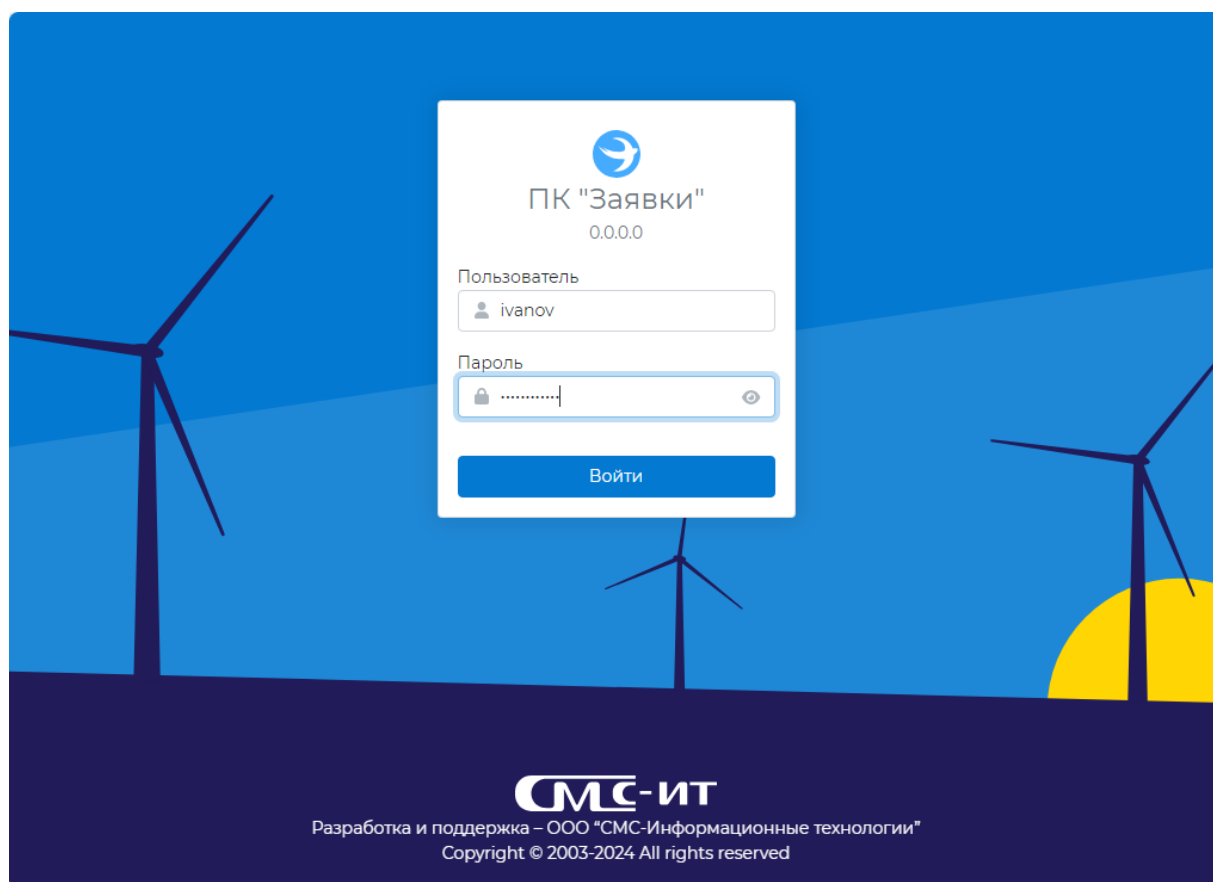 ПК "Заявки"
0.0.0.0
Пользователь
ivanov
Пароль
············
Войти
СМС-ИТ
Разработка и поддержка – ООО “СМС-Информационные технологии”
Copyright © 2003-2024 All rights reserved